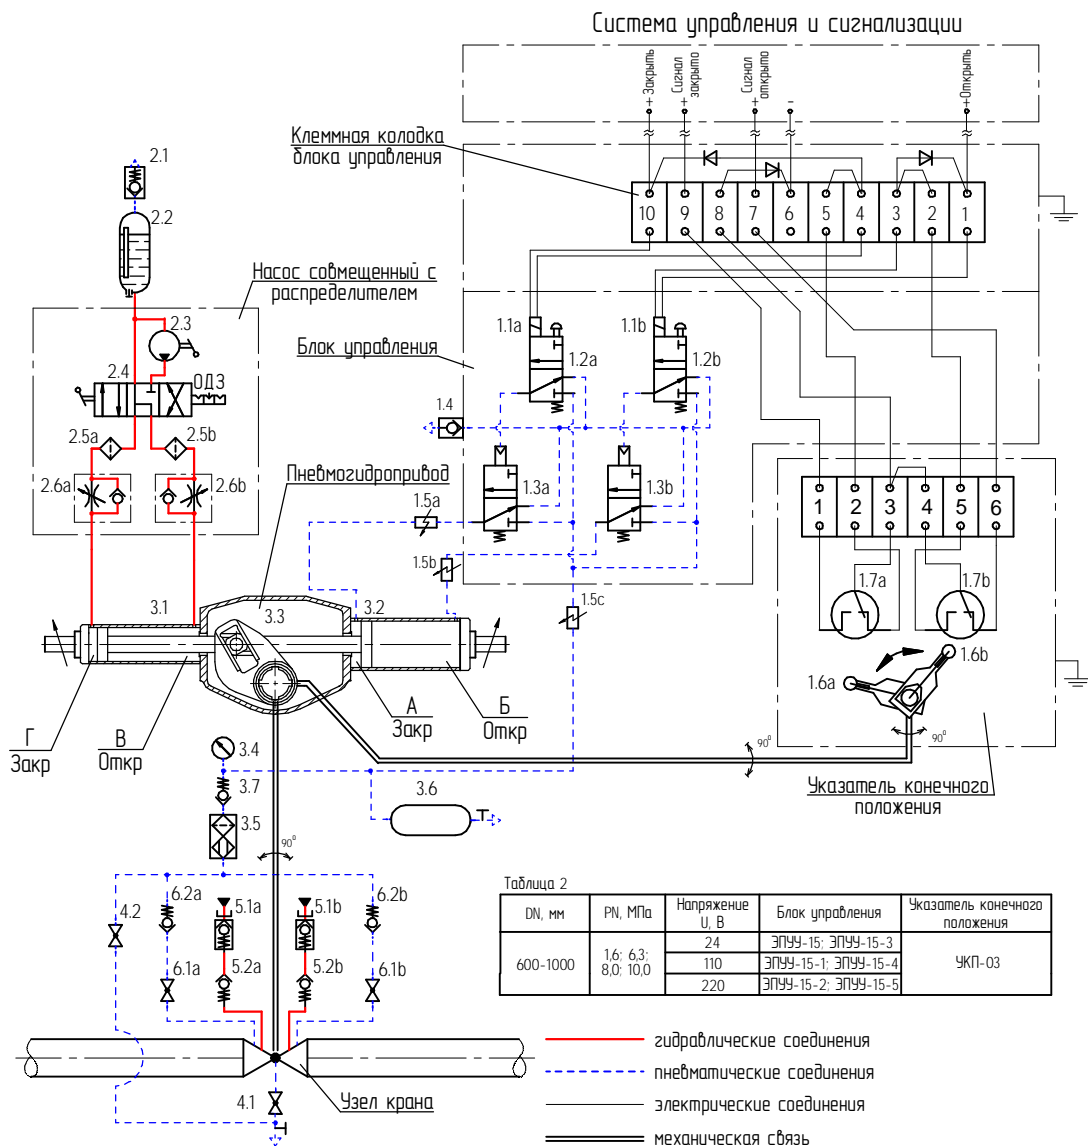 Система управления и сигнализации
+ Закрыть
+ Сигнал закрыто
+ Сигнал открыто
-
+Открыть
Клеммная колодка
блока управления
10 9 8 7 6 5 4 3 2 1
2.1
2.2
Насос совмещенный с
распределителем
2.3
2.4
ОДЗ
2.5a
2.5b
2.6a
2.6b
Блок управления
1.1a
1.1b
1.2a
1.2b
1.4
1.3a
1.3b
Пневмогидропривод
1.5a
1.5b
1.5c
1 2 3 4 5 6
1.7a
1.7b
3.1
3.3
3.2
1.6b
1.6a
А
Закр
Б
Откр
Г
Закр
В
Откр
90°
90°
Указатель конечного
положения
3.4
3.7
3.6
3.5
90°
4.2
6.2a
5.1a
5.1b
6.2b
6.1a
5.2a
5.2b
6.1b
Таблица 2
DN, мм PN, МПа Напряжение U, В Блок управления Указатель конечного положения
600-1000 1,6; 6,3; 8,0; 10,0 24 ЭПУУ-15; ЭПУУ-15-3 УКП-03
110 ЭПУУ-15-1; ЭПУУ-15-4
220 ЭПУУ-15-2; ЭПУУ-15-5
4.1
Узел крана
гидравлические соединения
пневматические соединения
электрические соединения
механическая связь